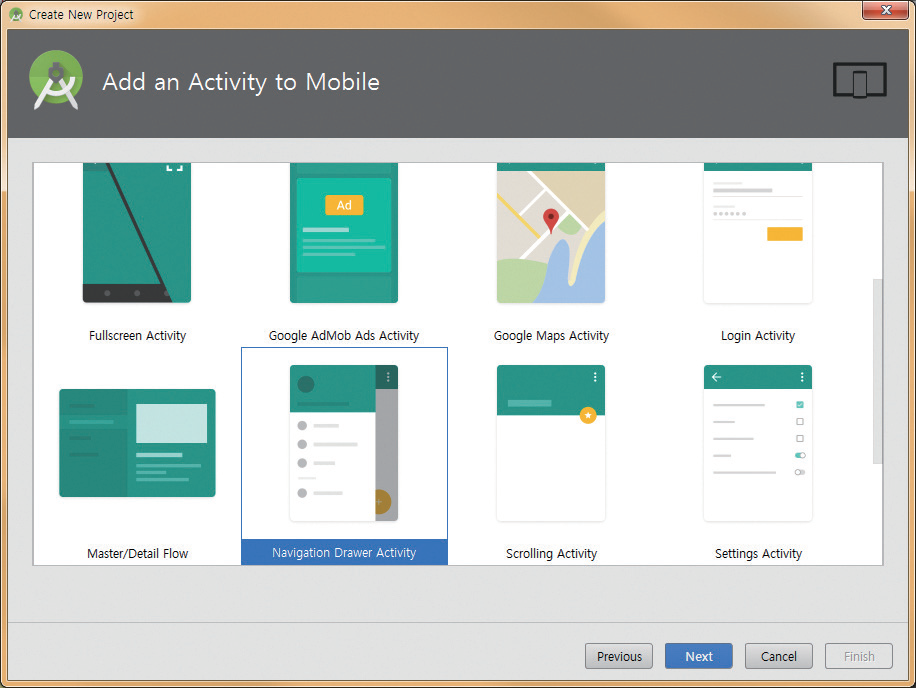 Create New Project
Add an Activity to Mobile
Ad
Fullscreen Activity
Google AdMob Ads Activity
Google Maps Activity
Login Activity
Master/Detail Flow
Navigation Drawer Activity
Scrolling Activity
Settings Activity
Previous
Next
Cancel
Finish